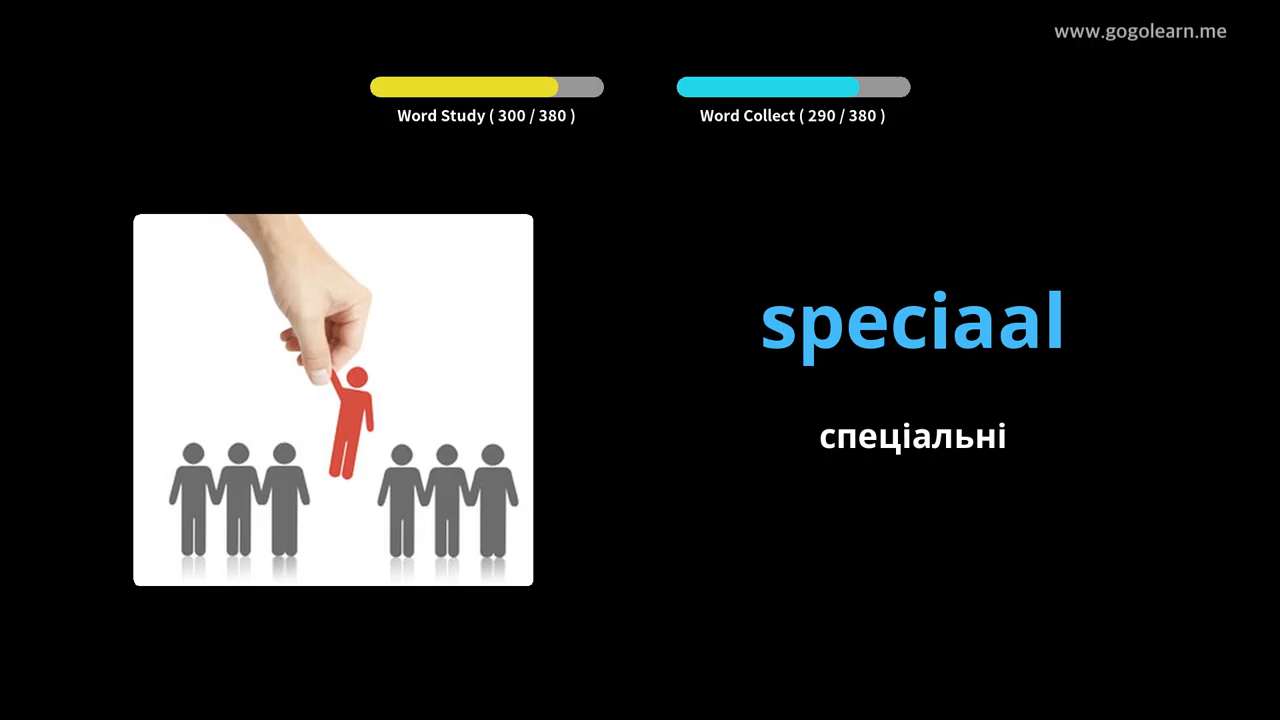 www.gogolearn.me
Word Study ( 300 / 380 )
Word Collect ( 290 / 380 )
speciaal
спеціальні